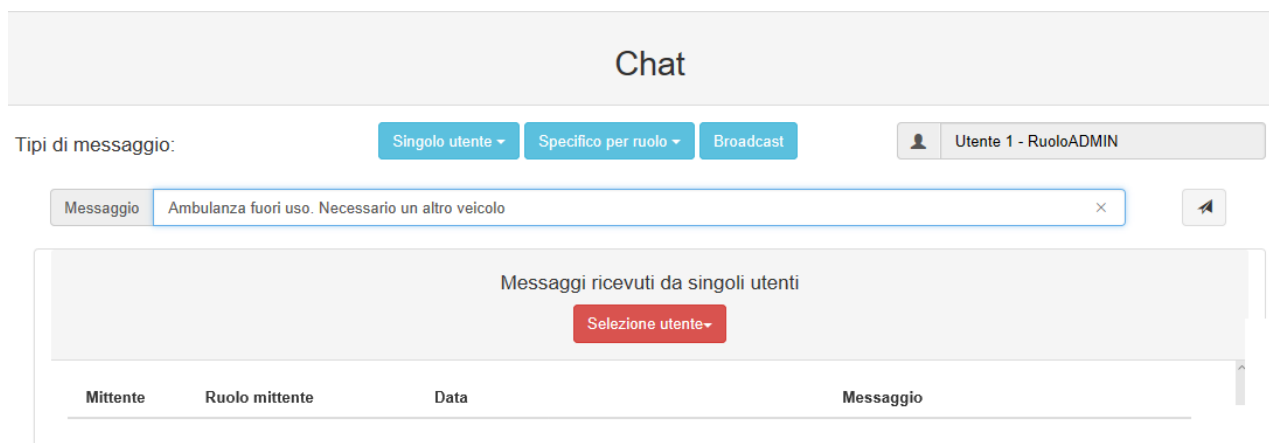 Chat
Tipi di messaggio: Singolo utente Specifico per ruolo Broadcast Utente 1 - RuoloADMIN
Messaggio Ambulanza fuori uso. Necessario un altro veicolo
Messaggi ricevuti da singoli utenti
Selezione utente
Mittente Ruolo mittente Data Messaggio